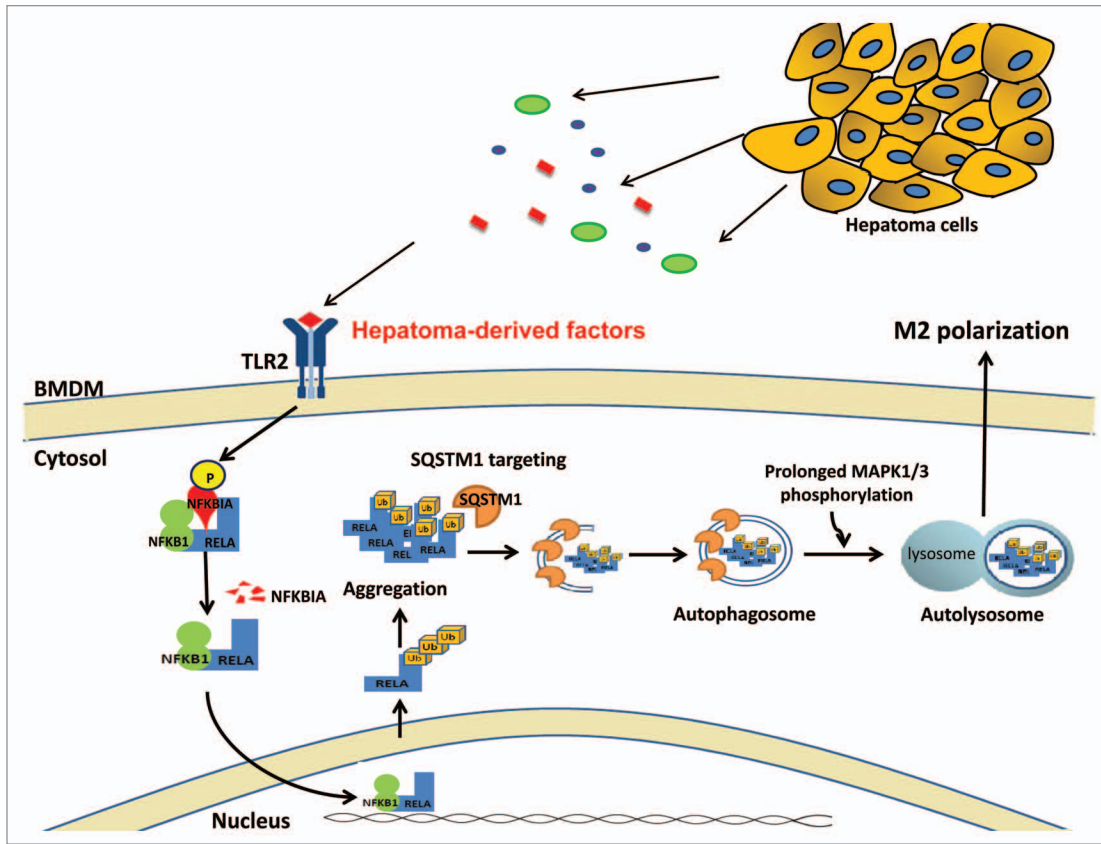 Hepatoma cells
Hepatoma-derived factors
M2 polarization
TLR2
BMDM
Cytosol
SQSTM1 targeting
Prolonged MAPK1/3
phosphorylation
P
NFKBIA
NFKB1
RELA
Ub
Ub
Ub
Ub
Ub
SQSTM1
RELA
RELA
RELA
RELA
lysosome
NFKBIA
Aggregation
Autophagosome
Autolysosome
NFKB1
RELA
Ub
Ub
Ub
RELA
NFKB1
RELA
Nucleus